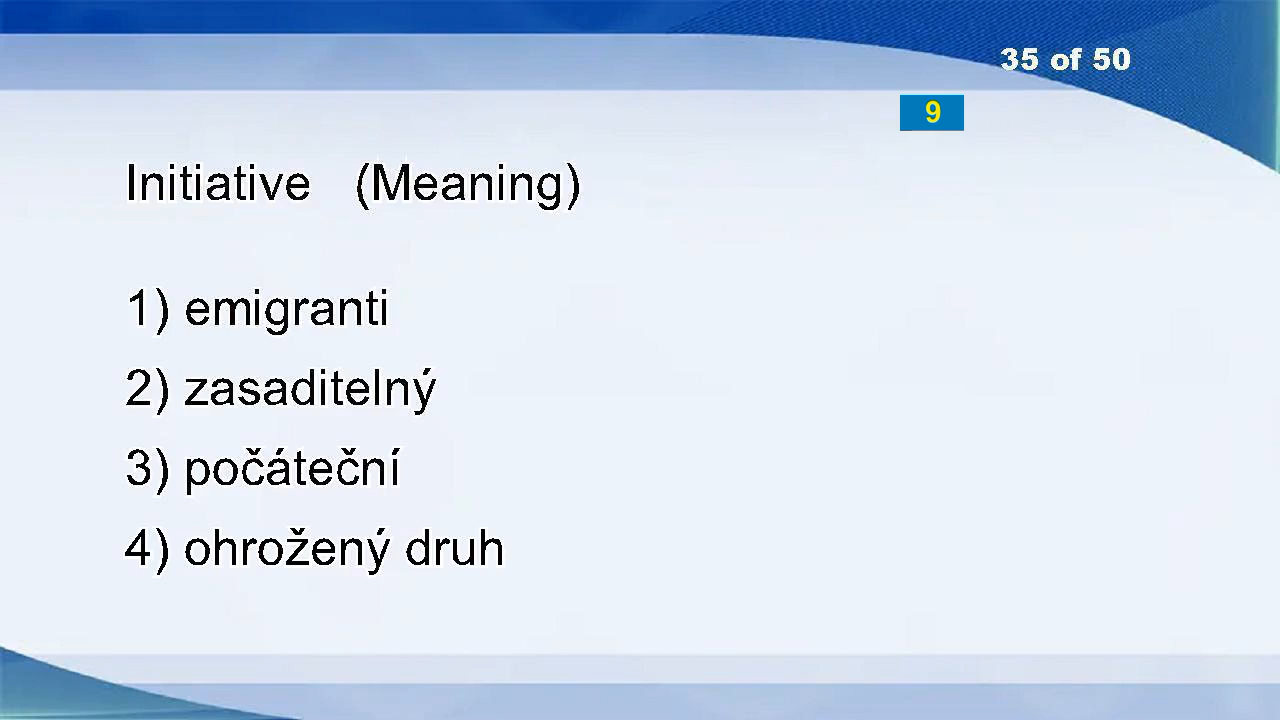 35 of 50
9
Initiative (Meaning)
1) emigranti
2) zasaditelný
3) počáteční
4) ohrožený druh